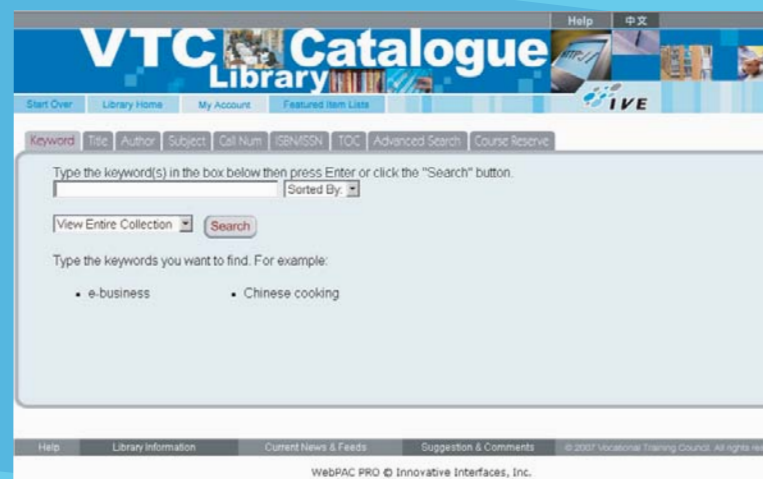 Help 中文
VTC Catalogue
Library
Start Over Library Home My Account Featured Item Lists
IVE
Keyword Title Author Subject Call Num ISBN/ISSN TOC Advanced Search Course Reserve
Type the keyword(s) in the box below then press Enter or click the "Search" button.
Sorted By:
View Entire Collection Search
Type the keywords you want to find. For example:
• e-business • Chinese cooking
Help Library Information Current News & Feeds Suggestion & Comments © 2007 Vocational Training Council. All rights
WebPAC PRO © Innovative Interfaces, Inc.